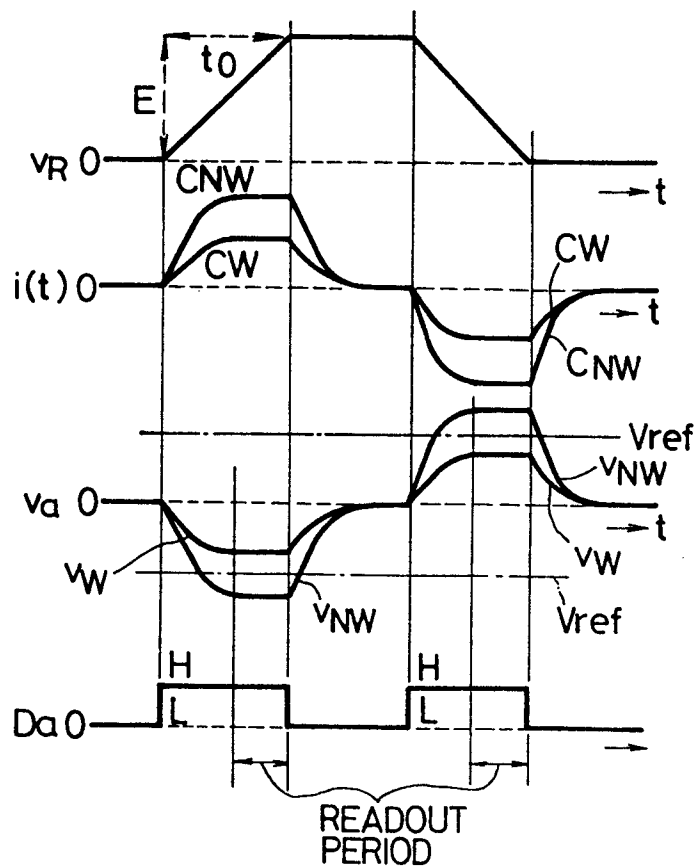 t0
E
vR 0
t
CNW
CW
i(t) 0
CW
t
CNW
Vref
vNW
va 0
t
vW
vW
vNW
Vref
H
L
H
L
Da 0
READOUT
PERIOD